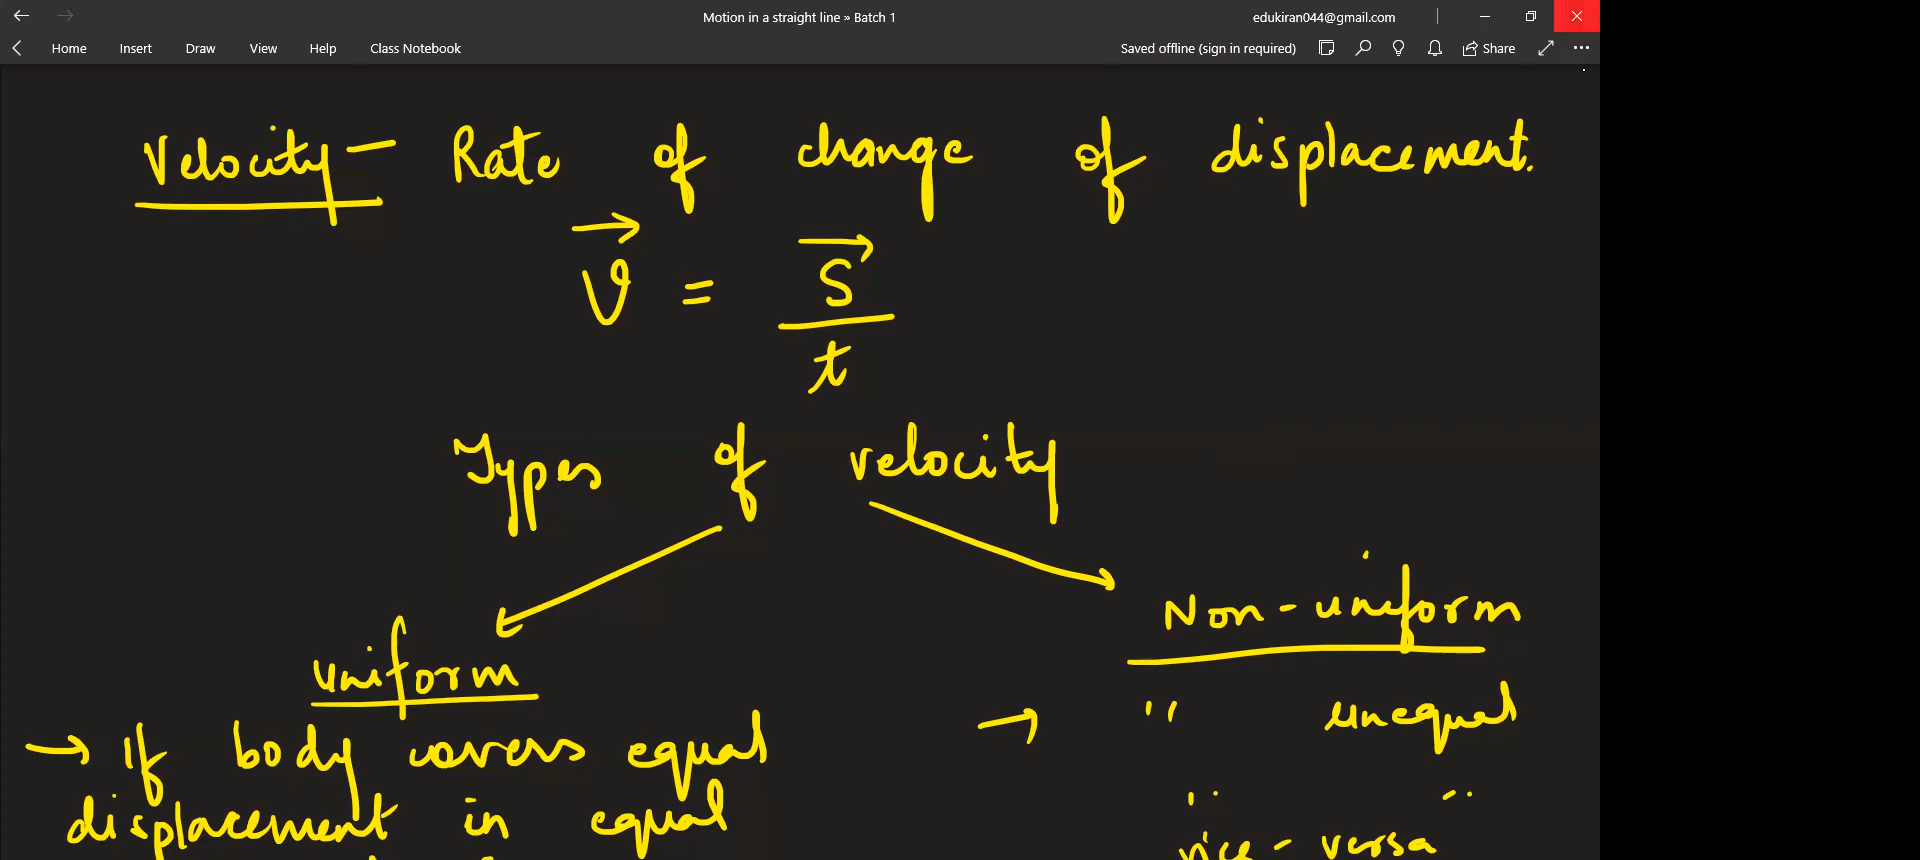 Motion in a straight line » Batch 1
edukiran044@gmail.com
Home Insert Draw View Help Class Notebook
Saved offline (sign in required) Share
Velocity — Rate of change of displacement.
v = s
t
Types of velocity
Non-uniform
uniform
→ '' unequal
→ If body covers equal
displacement in equal
'' ''
vice - versa